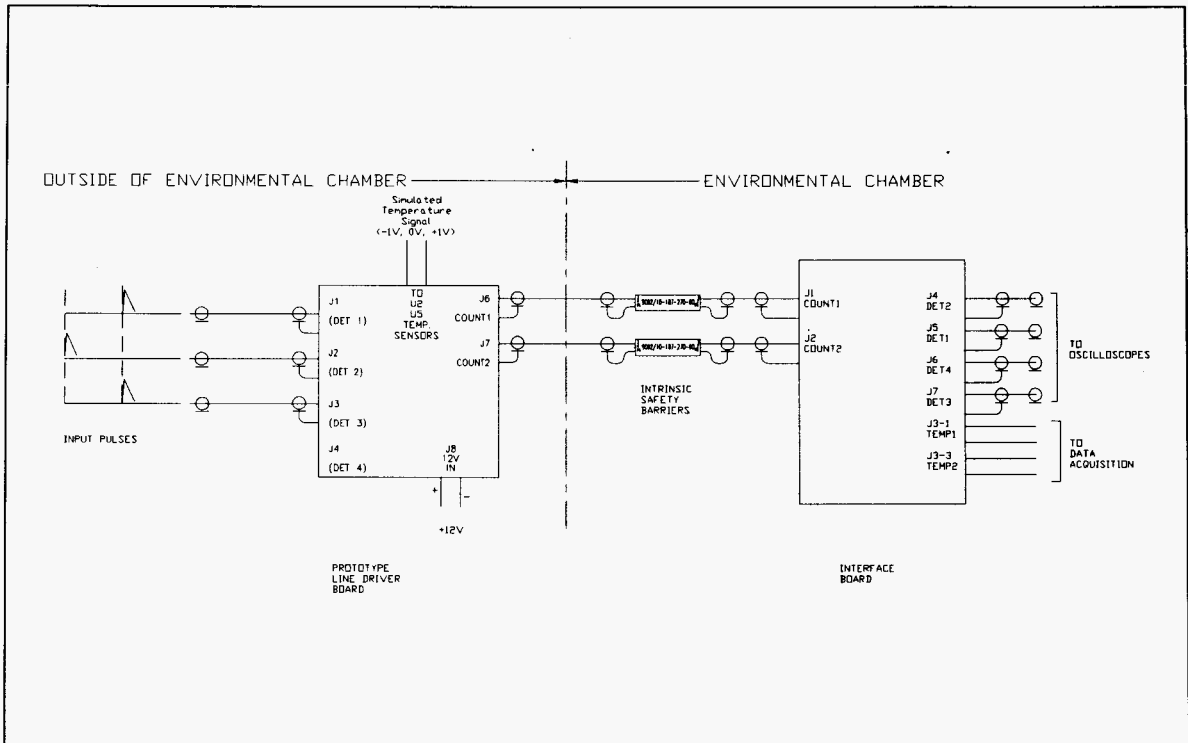 OUTSIDE OF ENVIRONMENTAL CHAMBER
ENVIRONMENTAL CHAMBER
Simulated
Temperature
Signal
(-1V, 0V, +1V)
J1
(DET 1)
J2
(DET 2)
J3
(DET 3)
J4
(DET 4)
TO
U2
U5
TEMP.
SENSORS
J6
COUNT1
J7
COUNT2
J8
12V
IN
+
-
+12V
INPUT PULSES
PROTOTYPE
LINE DRIVER
BOARD
INTRINSIC
SAFETY
BARRIERS
J1
COUNT1
J2
COUNT2
J4
DET2
J5
DET1
J6
DET4
J7
DET3
J3-1
TEMP1
J3-3
TEMP2
TO
OSCILLOSCOPES
TO
DATA
ACQUISITION
INTERFACE
BOARD